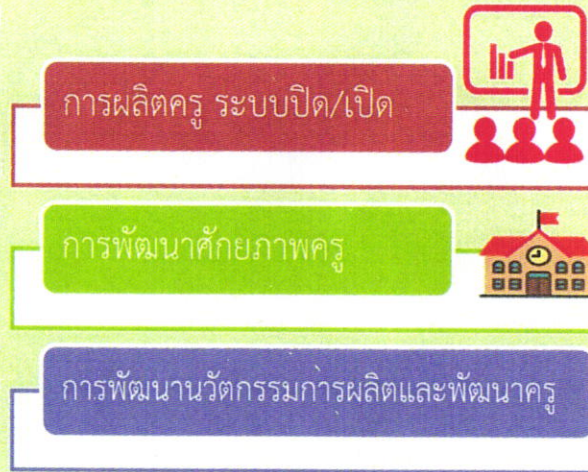 การผลิตครู ระบบปิด/เปิด
การพัฒนาศักยภาพครู
การพัฒนานวัตกรรมการผลิตและพัฒนาครู